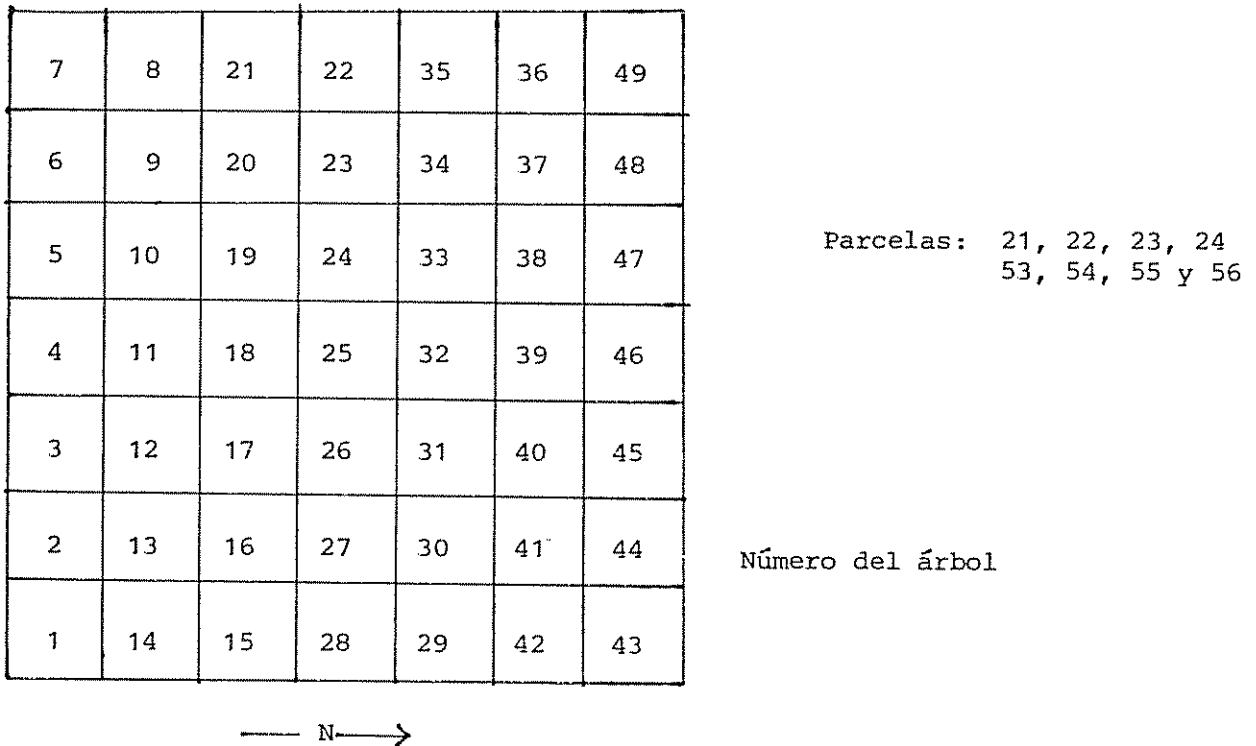 7 8 21 22 35 36 49
6 9 20 23 34 37 48
5 10 19 24 33 38 47
Parcelas: 21, 22, 23, 24
53, 54, 55 y 56
4 11 18 25 32 39 46
3 12 17 26 31 40 45
2 13 16 27 30 41 44
Número del árbol
1 14 15 28 29 42 43
N